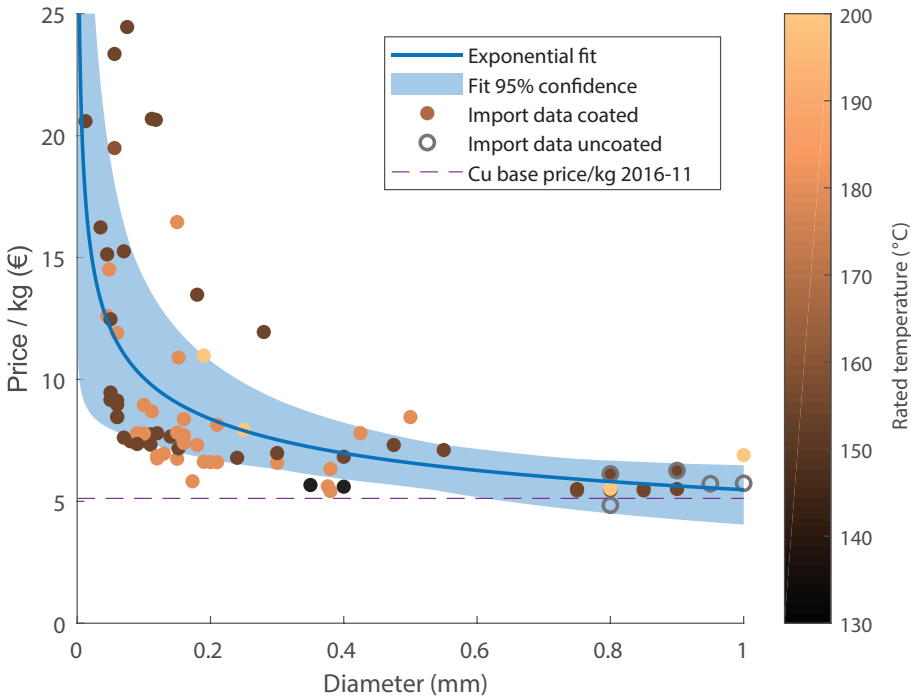 25
20
15
10
5
0
Price / kg (€)
0
0.2
0.4
0.6
0.8
1
Diameter (mm)
Exponential fit
Fit 95% confidence
Import data coated
Import data uncoated
Cu base price/kg 2016-11
200
190
180
170
160
150
140
130
Rated temperature (°C)